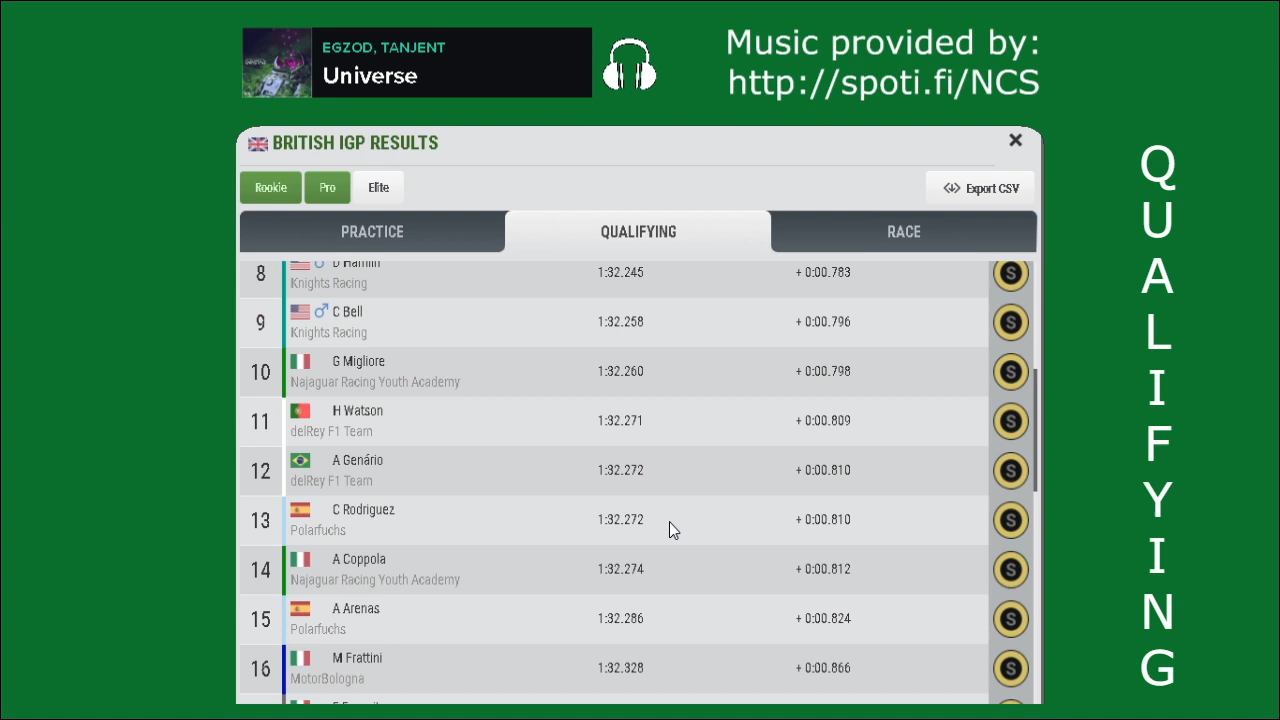 EGZOD, TANJENT
Universe
Music provided by:
http://spoti.fi/NCS
BRITISH IGP RESULTS
Rookie Pro Elite Export CSV
PRACTICE QUALIFYING RACE
8 D Hamlin 1:32.245 + 0:00.783 S
Knights Racing
9 C Bell 1:32.258 + 0:00.796 S
Knights Racing
10 G Migliore 1:32.260 + 0:00.798 S
Najaguar Racing Youth Academy
11 H Watson 1:32.271 + 0:00.809 S
delRey F1 Team
12 A Genário 1:32.272 + 0:00.810 S
delRey F1 Team
13 C Rodriguez 1:32.272 + 0:00.810 S
Polarfuchs
14 A Coppola 1:32.274 + 0:00.812 S
Najaguar Racing Youth Academy
15 A Arenas 1:32.286 + 0:00.824 S
Polarfuchs
16 M Frattini 1:32.328 + 0:00.866 S
MotorBologna
QUALIFYING